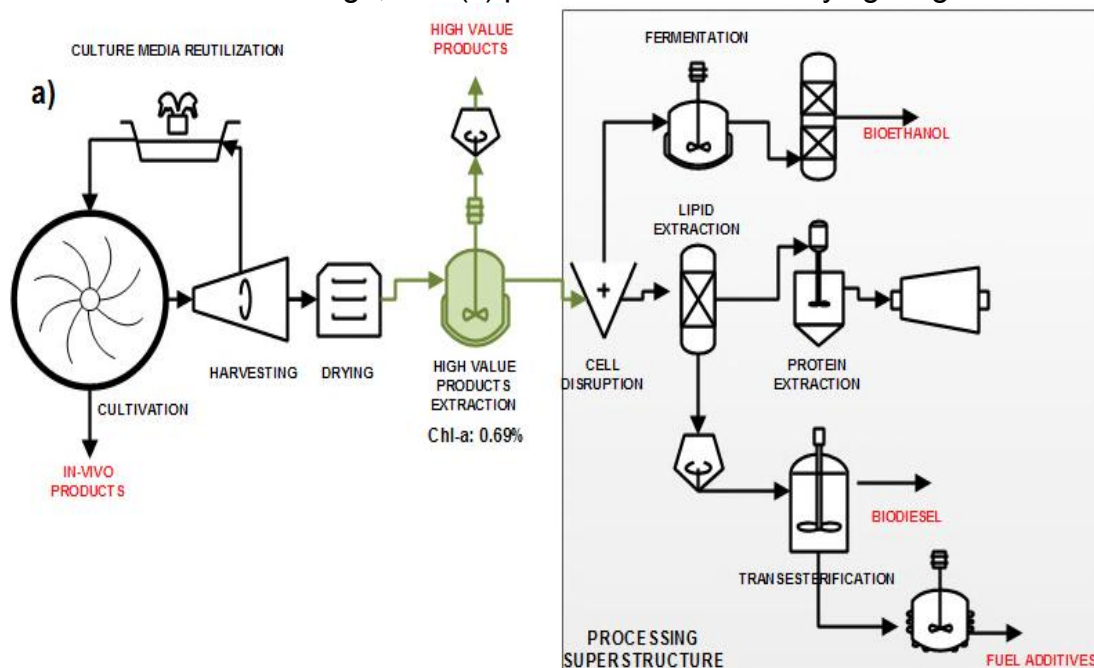 HIGH VALUE
PRODUCTS
FERMENTATION
CULTURE MEDIA REUTILIZATION
a)
BIOETHANOL
LIPID
EXTRACTION
HARVESTING
DRYING
HIGH VALUE
PRODUCTS
EXTRACTION
Chl-a: 0.69%
CELL
DISRUPTION
PROTEIN
EXTRACTION
CULTIVATION
IN-VIVO
PRODUCTS
BIODIESEL
TRANSESTERIFICATION
PROCESSING
SUPERSTRUCTURE
FUEL ADDITIVES